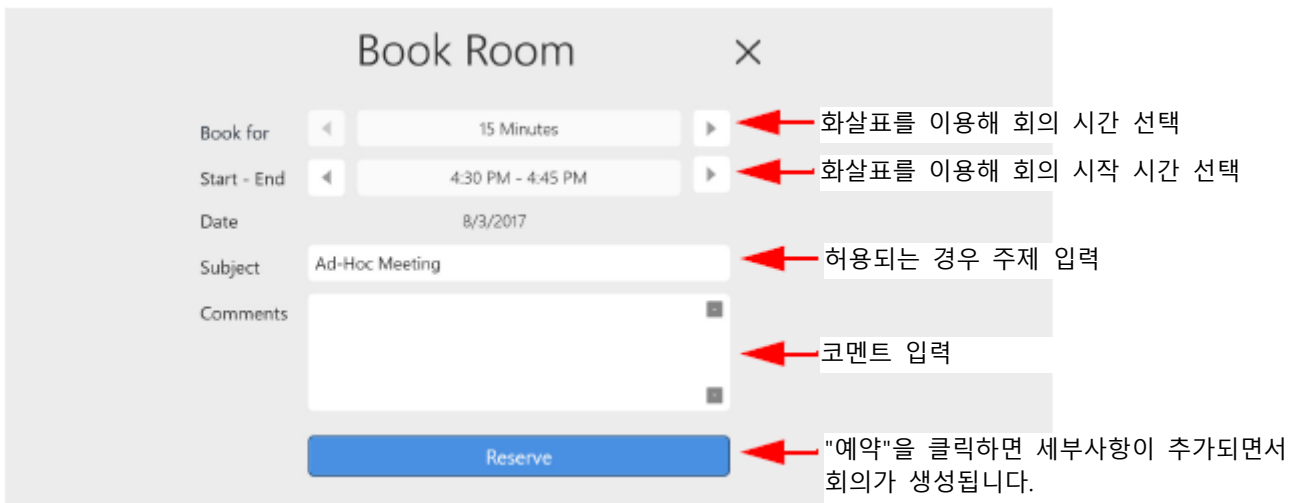 Book Room
Book for 15 Minutes 화살표를 이용해 회의 시간 선택
Start - End 4:30 PM - 4:45 PM 화살표를 이용해 회의 시작 시간 선택
Date 8/3/2017
Subject Ad-Hoc Meeting 허용되는 경우 주제 입력
Comments
코멘트 입력
Reserve "예약"을 클릭하면 세부사항이 추가되면서
회의가 생성됩니다.